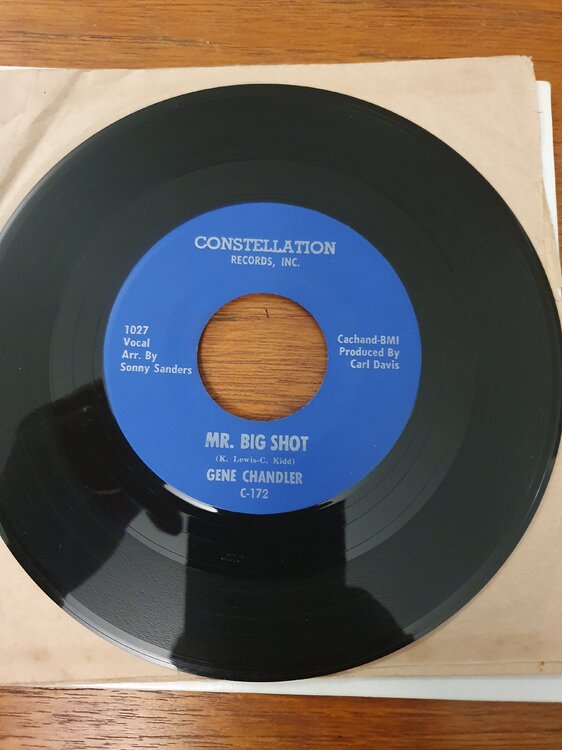 CONSTELLATION
RECORDS, INC.
1027
Vocal
Arr. By
Sonny Sanders
Cachand-BMI
Produced By
Carl Davis
MR. BIG SHOT
(K. Lewis-C. Kidd)
GENE CHANDLER
C-172